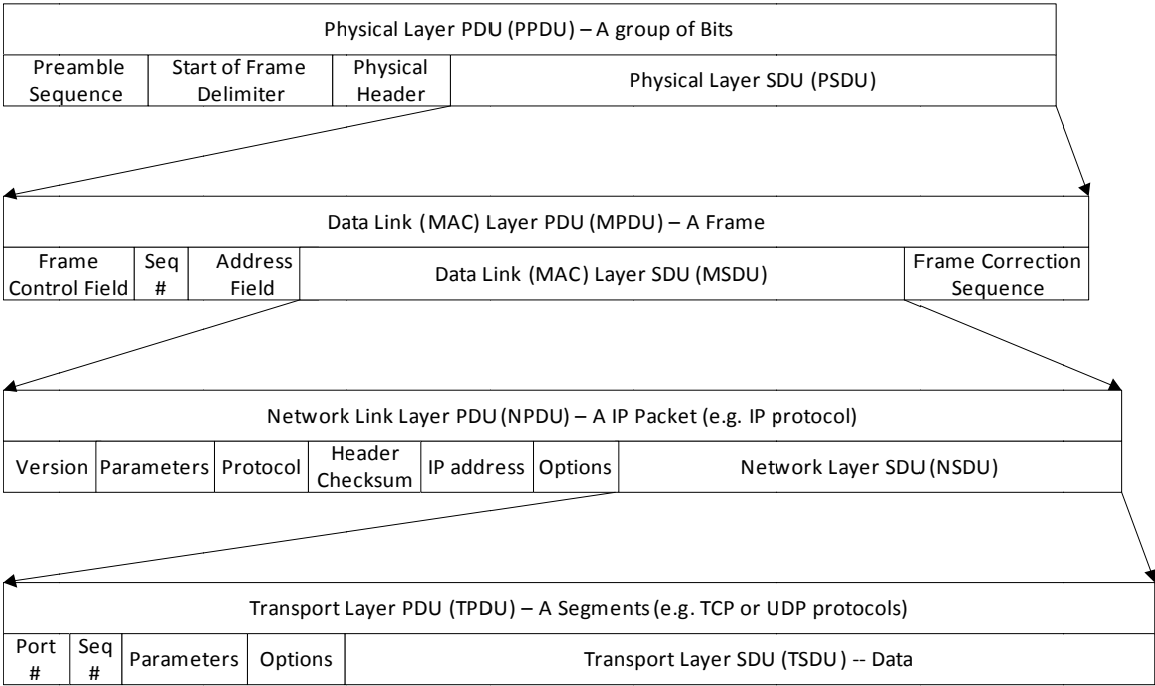 Physical Layer PDU (PPDU) – A group of Bits
Preamble Sequence
Start of Frame Delimiter
Physical Header
Physical Layer SDU (PSDU)
Data Link (MAC) Layer PDU (MPDU) – A Frame
Frame Control Field
Seq #
Address Field
Data Link (MAC) Layer SDU (MSDU)
Frame Correction Sequence
Network Link Layer PDU (NPDU) – A IP Packet (e.g. IP protocol)
Version
Parameters
Protocol
Header Checksum
IP address
Options
Network Layer SDU (NSDU)
Transport Layer PDU (TPDU) – A Segments (e.g. TCP or UDP protocols)
Port #
Seq #
Parameters
Options
Transport Layer SDU (TSDU) -- Data